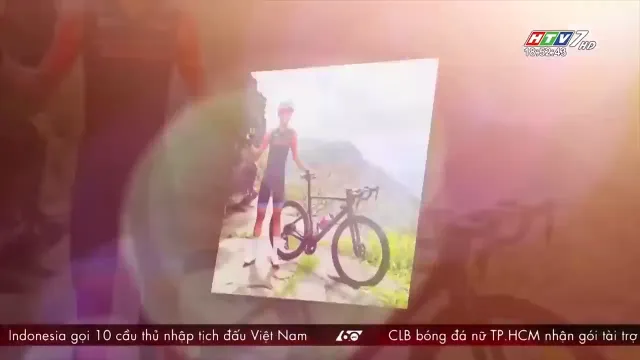 HTV7 HD
18:52:43
Indonesia gọi 10 cầu thủ nhập tịch đấu Việt Nam
CLB bóng đá nữ TP.HCM nhận gói tài trợ